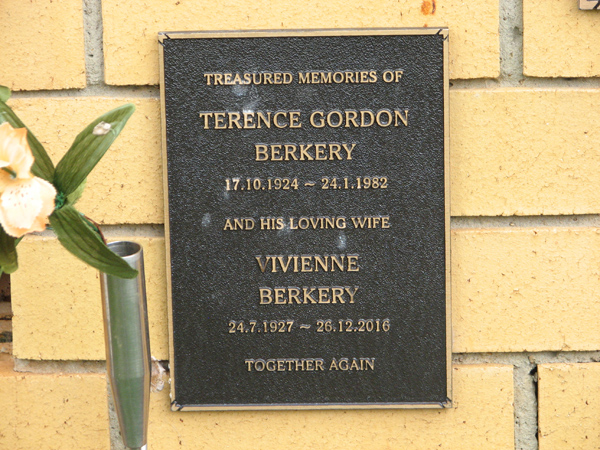 TREASURED MEMORIES OF
TERENCE GORDON
BERKERY
17.10.1924 ~ 24.1.1982
AND HIS LOVING WIFE
VIVIENNE
BERKERY
24.7.1927 ~ 26.12.2016
TOGETHER AGAIN